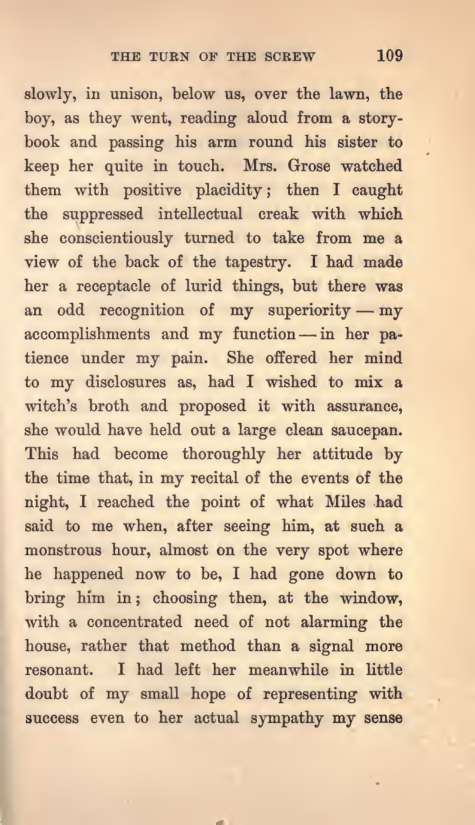 THE TURN OF THE SCREW 109
slowly, in unison, below us, over the lawn, the
boy, as they went, reading aloud from a story-
book and passing his arm round his sister to
keep her quite in touch. Mrs. Grose watched
them with positive placidity; then I caught
the suppressed intellectual creak with which
she conscientiously turned to take from me a
view of the back of the tapestry. I had made
her a receptacle of lurid things, but there was
an odd recognition of my superiority — my
accomplishments and my function — in her pa-
tience under my pain. She offered her mind
to my disclosures as, had I wished to mix a
witch's broth and proposed it with assurance,
she would have held out a large clean saucepan.
This had become thoroughly her attitude by
the time that, in my recital of the events of the
night, I reached the point of what Miles had
said to me when, after seeing him, at such a
monstrous hour, almost on the very spot where
he happened now to be, I had gone down to
bring him in; choosing then, at the window,
with a concentrated need of not alarming the
house, rather that method than a signal more
resonant. I had left her meanwhile in little
doubt of my small hope of representing with
success even to her actual sympathy my sense